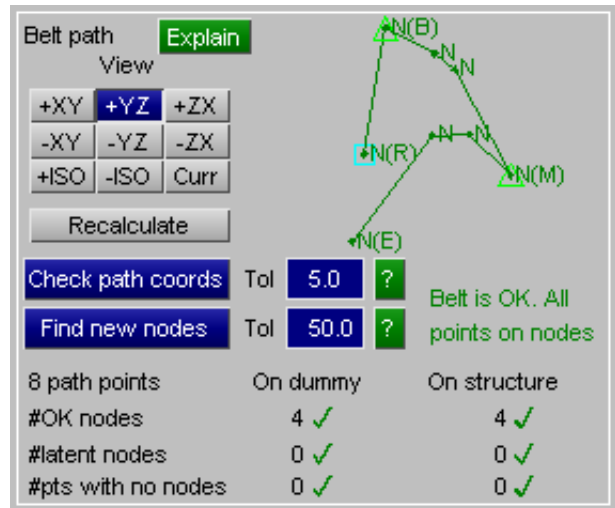 Belt path Explain
View
+XY +YZ +ZX
-XY -YZ -ZX
+ISO -ISO Curr
Recalculate
N(B)
N
N
N(R)
N
N
N(M)
N(E)
Check path coords Tol 5.0 ?
Find new nodes Tol 50.0 ?
Belt is OK. All
points on nodes
8 path points On dummy On structure
#OK nodes 4 ✓ 4 ✓
#latent nodes 0 ✓ 0 ✓
#pts with no nodes 0 ✓ 0 ✓